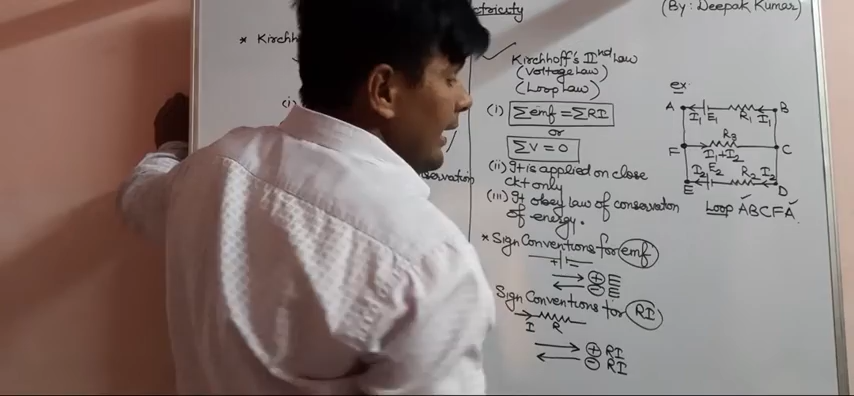 ctricity
(By: Deepak Kumar)
* Kirchh
(i)
servation
Kirchhoff's IInd Law
(Voltage Law)
(Loop Law)
(i) Σemf = ΣRI
or
ΣV = 0
(ii) It is applied on close
ckt only
(iii) It obey law of conservation
of energy.
* Sign Conventions for emf
+ -
→ ⊕ E
← ⊖ E
Sign Conventions for RI
I R
→ ⊕ RI
← ⊖ RI
ex:
A I1 E1 R1 I1 B
R3
F I1+I2 C
I2 E2 R2 I2
E D
Loop ABCFA.